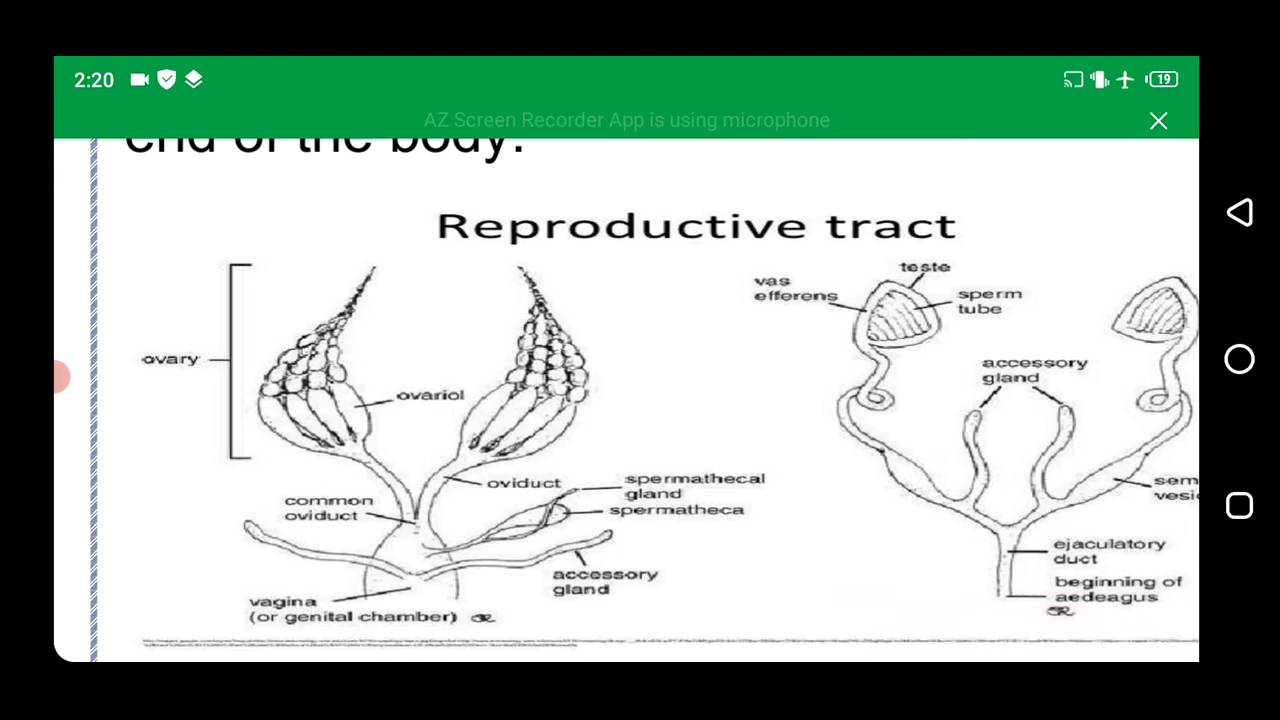 2:20
19
AZ Screen Recorder App is using microphone
end of the body.
Reproductive tract
ovary
ovariol
oviduct
common
oviduct
spermathecal
gland
spermatheca
accessory
gland
vagina
(or genital chamber)
teste
vas
efferens
sperm
tube
accessory
gland
sem
vesic
ejaculatory
duct
beginning of
aedeagus